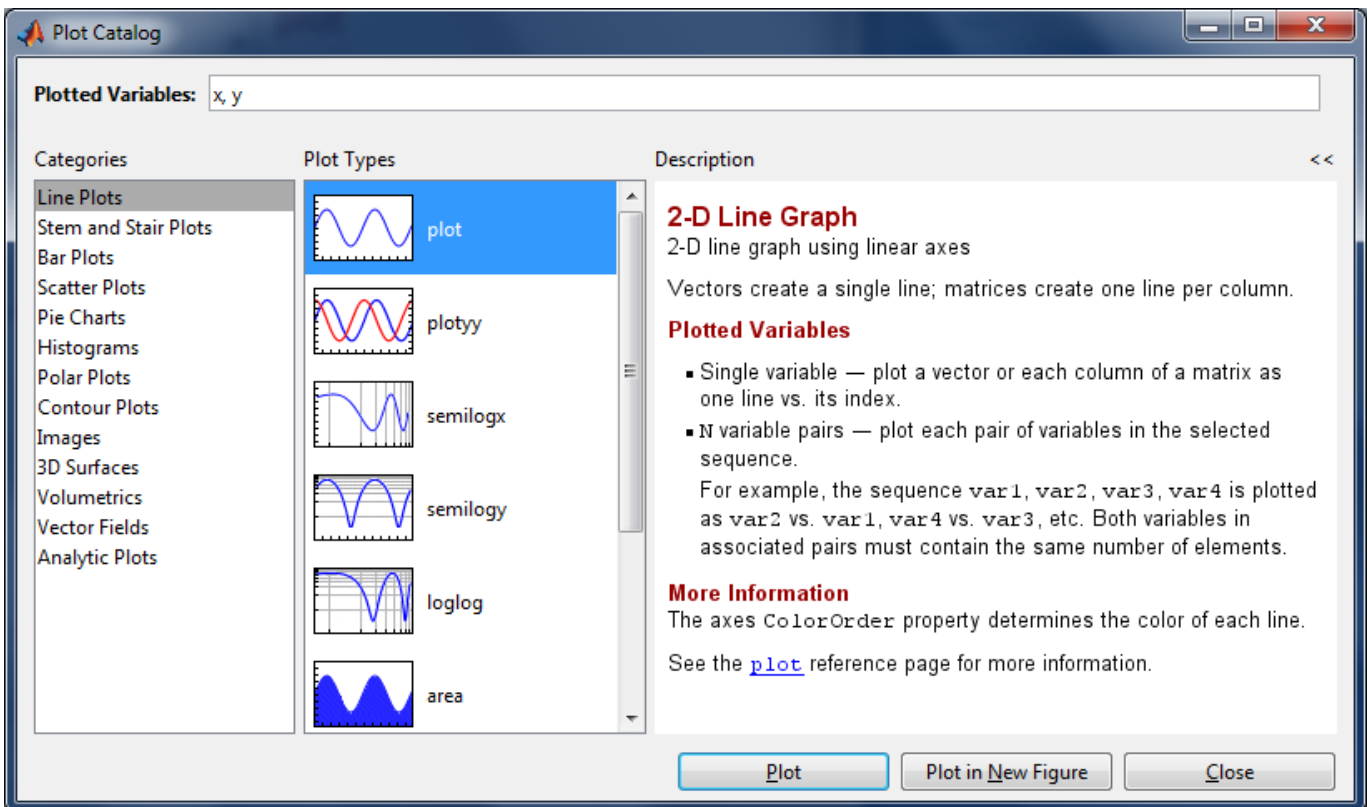 Plot Catalog
Plotted Variables: x, y
Categories
Plot Types
Description
<<
Line Plots
Stem and Stair Plots
Bar Plots
Scatter Plots
Pie Charts
Histograms
Polar Plots
Contour Plots
Images
3D Surfaces
Volumetrics
Vector Fields
Analytic Plots
plot
plotyy
semilogx
semilogy
loglog
area
2-D Line Graph
2-D line graph using linear axes
Vectors create a single line; matrices create one line per column.
Plotted Variables
▪ Single variable — plot a vector or each column of a matrix as
one line vs. its index.
▪ N variable pairs — plot each pair of variables in the selected
sequence.
For example, the sequence var1, var2, var3, var4 is plotted
as var2 vs. var1, var4 vs. var3, etc. Both variables in
associated pairs must contain the same number of elements.
More Information
The axes ColorOrder property determines the color of each line.
See the plot reference page for more information.
Plot
Plot in New Figure
Close